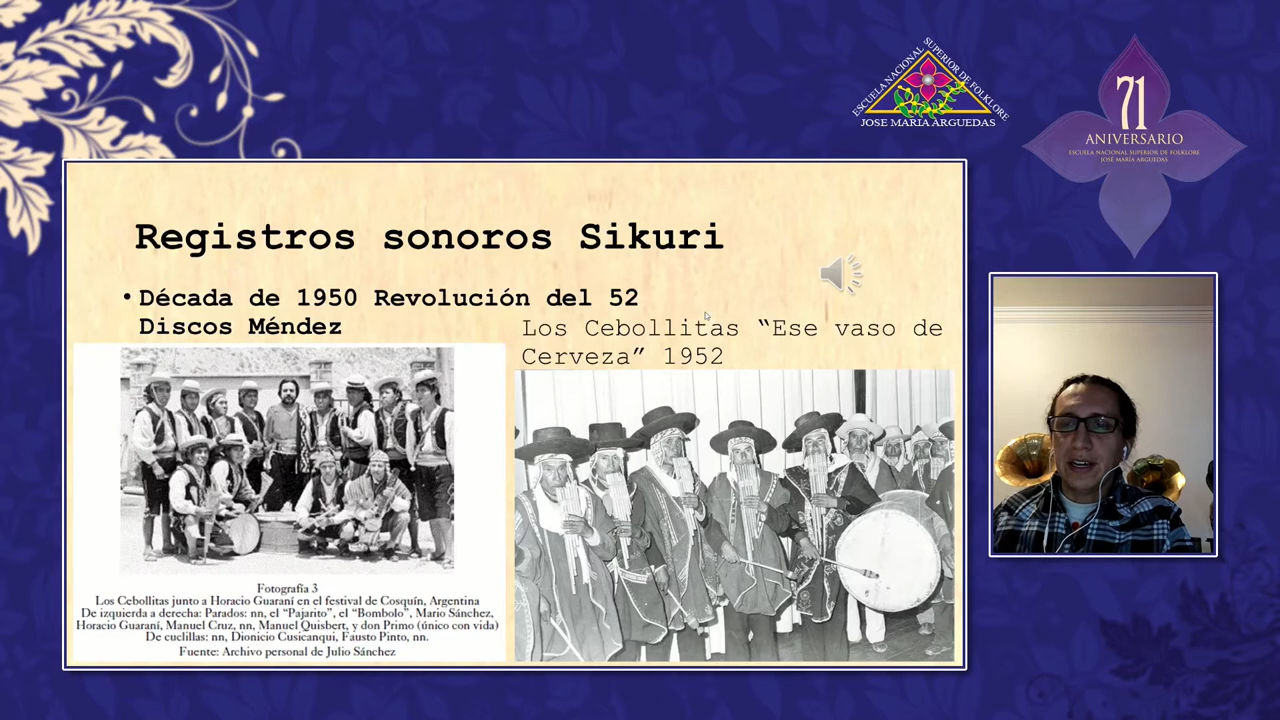 ESCUELA NACIONAL SUPERIOR DE FOLKLORE
JOSE MARIA ARGUEDAS
71
ANIVERSARIO
ESCUELA NACIONAL SUPERIOR DE FOLKLORE
JOSÉ MARÍA ARGUEDAS
Registros sonoros Sikuri
• Década de 1950 Revolución del 52
Discos Méndez
Los Cebollitas “Ese vaso de
Cerveza” 1952
Fotografía 3
Los Cebollitas junto a Horacio Guaraní en el festival de Cosquín, Argentina
De izquierda a derecha: Parados: nn, el “Pajarito”, el “Bombolo”, Mario Sánchez,
Horacio Guaraní, Manuel Cruz, nn, Manuel Quisbert, y don Primo (único con vida)
De cuclillas: nn, Dionicio Cusicanqui, Fausto Pinto, nn.
Fuente: Archivo personal de Julio Sánchez